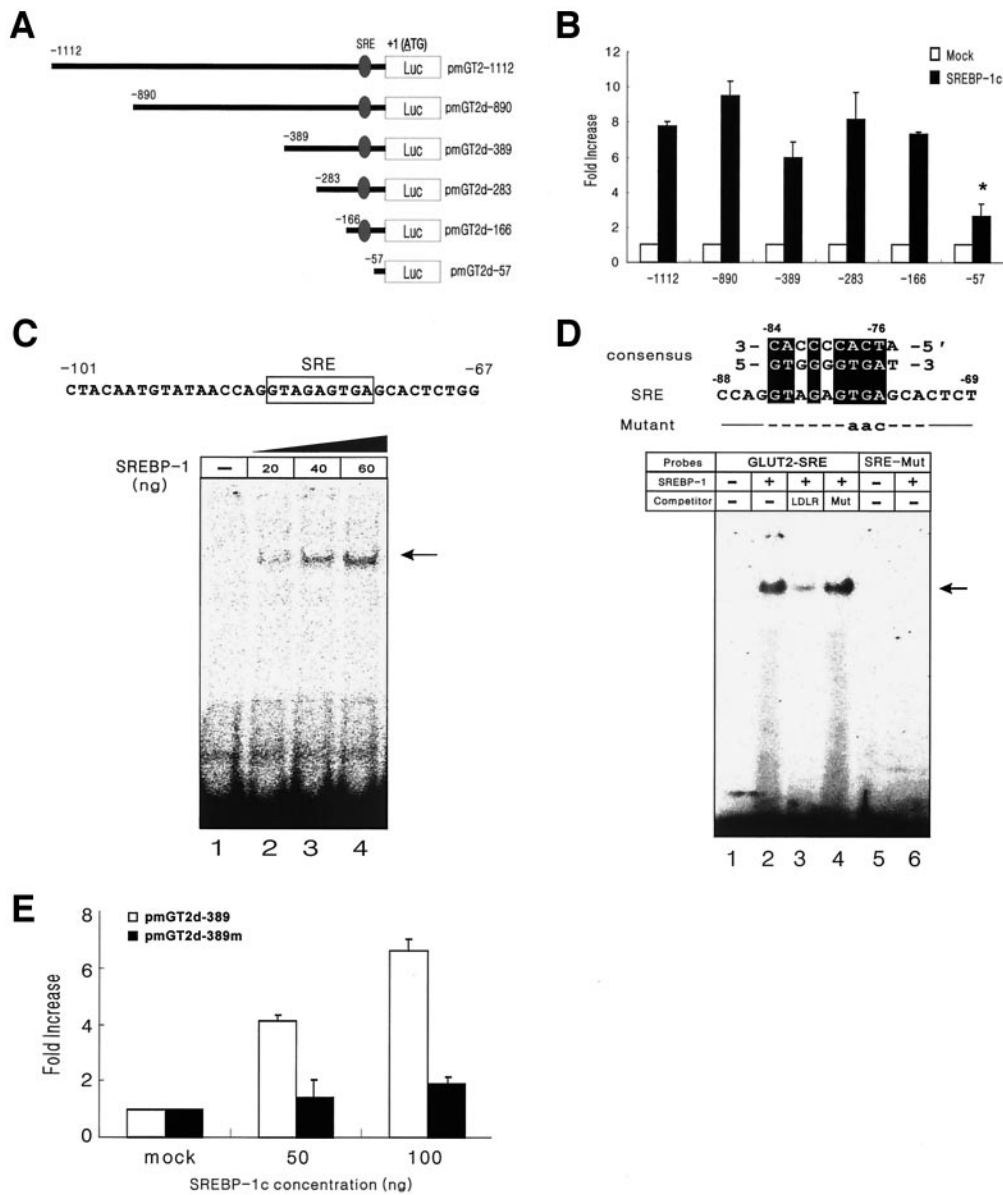 A
SRE +1 (ATG)
-1112 Luc pmGT2-1112
-890 Luc pmGT2d-890
-389 Luc pmGT2d-389
-283 Luc pmGT2d-283
-166 Luc pmGT2d-166
-57 Luc pmGT2d-57
B
Mock
SREBP-1c
Fold Increase
12
10
8
6
4
2
0
*
-1112 -890 -389 -283 -166 -57
C
SRE
-101 -67
CTACAATGTATAACCAGGTAGAGTGAGCACTCTGG
SREBP-1 (ng) – 20 40 60
1 2 3 4
D
-84 -76
consensus
3- CACCCCACTA -5'
5- GTGGGGTGAT -3
-88 -69
SRE CCAGGTAGAGTGAGCACTCT
Mutant ------aac---
Probes GLUT2-SRE SRE-Mut
SREBP-1 – + + + – +
Competitor – – LDLR Mut – –
1 2 3 4 5 6
E
pmGT2d-389
pmGT2d-389m
Fold Increase
8
6
4
2
0
mock 50 100
SREBP-1c concentration (ng)